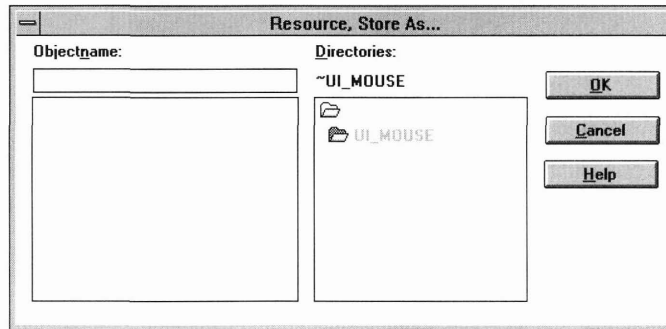 Resource, Store As...
Objectname:
Directories:
~UI_MOUSE
UI_MOUSE
OK
Cancel
Help